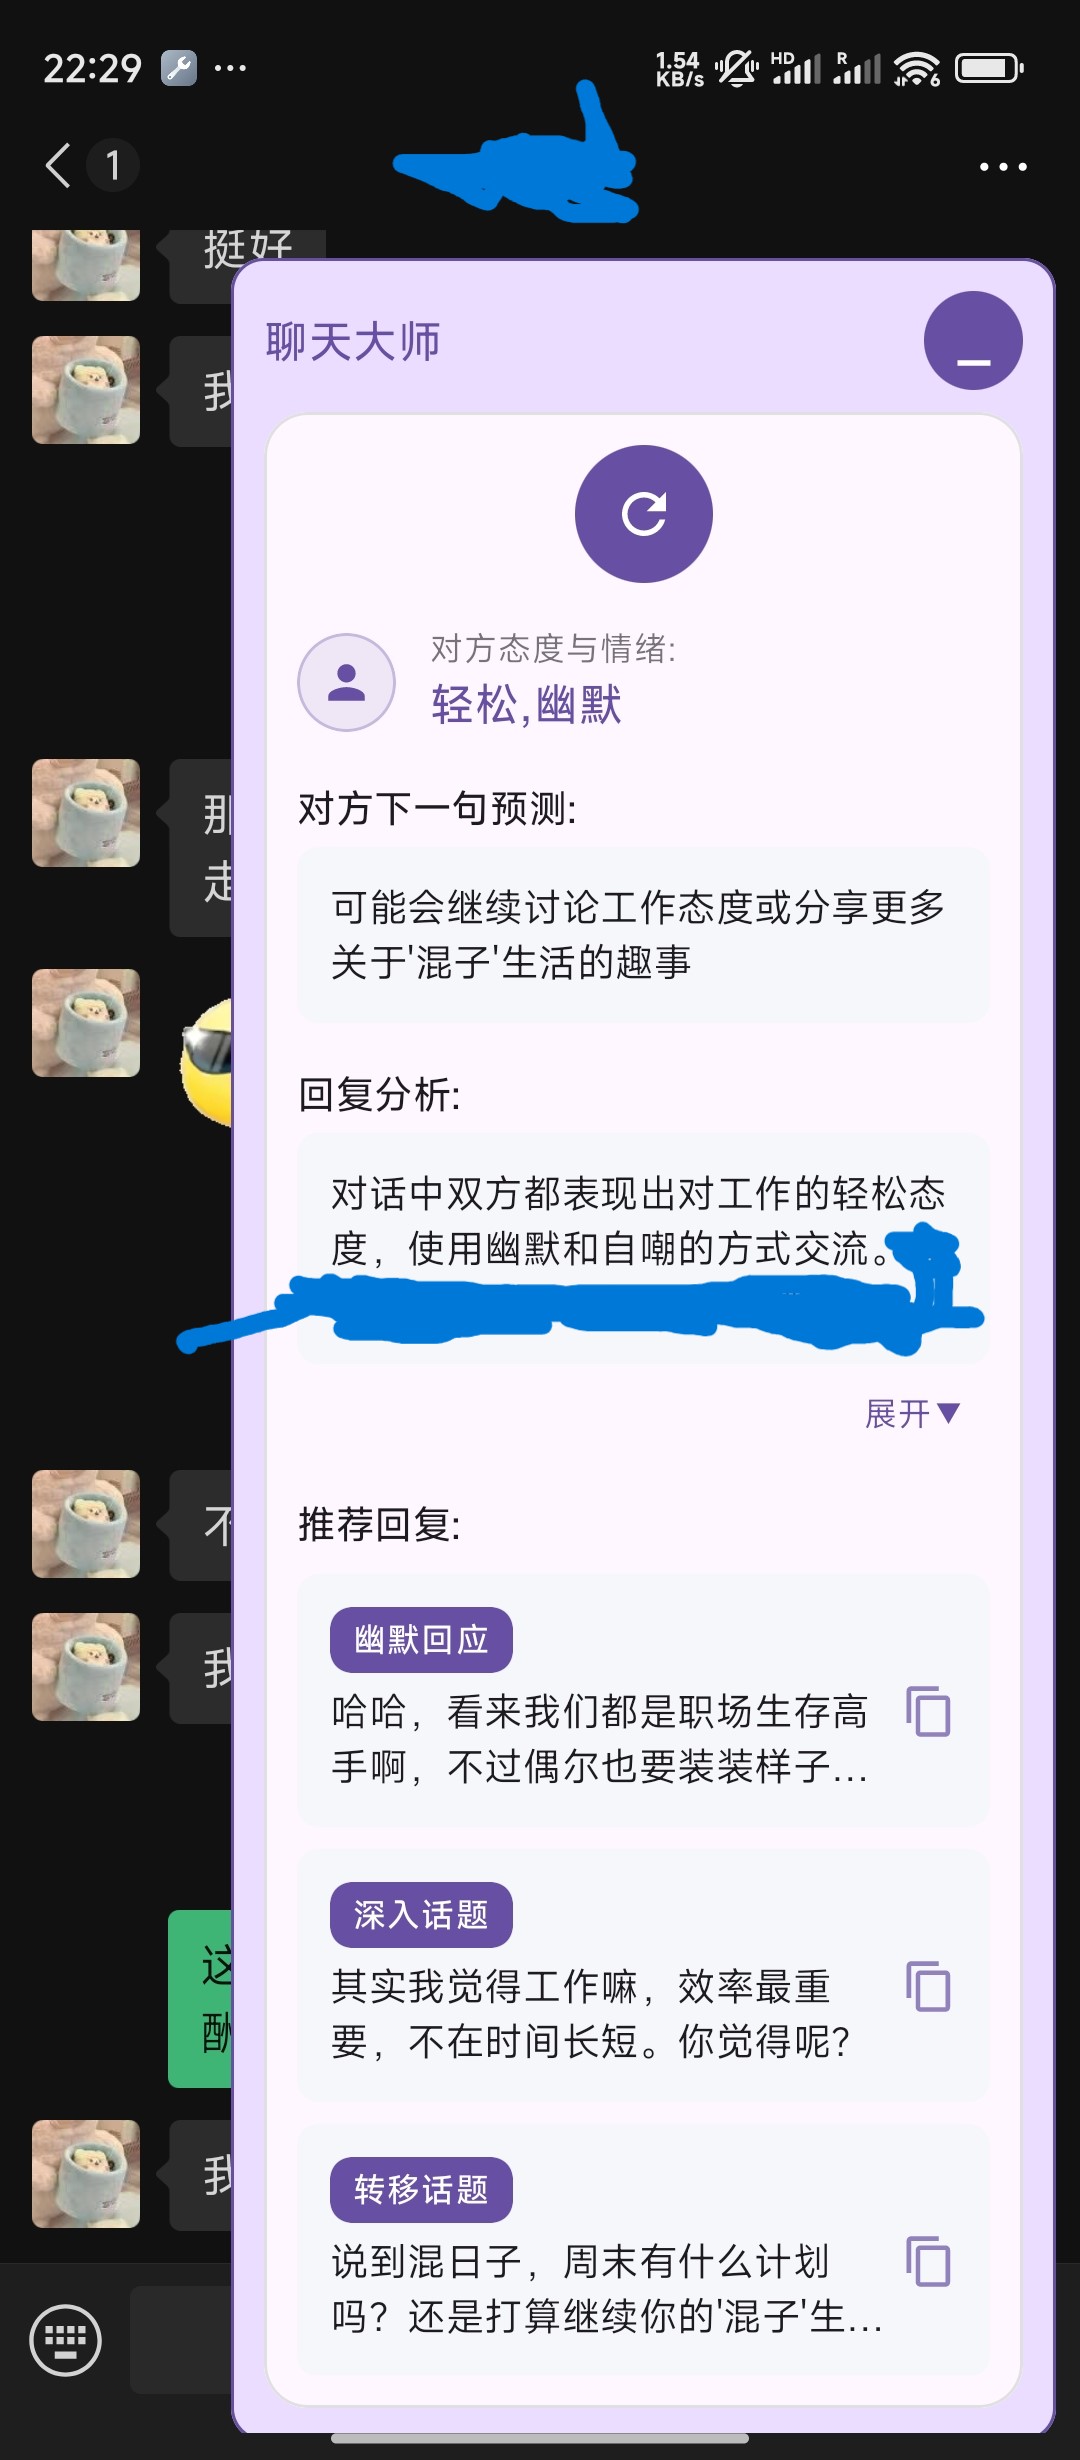 22:29
1.54
KB/s
HD
R
6
1
挺好
聊天大师
我
对方态度与情绪:
轻松,幽默
那
走
对方下一句预测:
可能会继续讨论工作态度或分享更多
关于'混子'生活的趣事
回复分析:
对话中双方都表现出对工作的轻松态
度，使用幽默和自嘲的方式交流。
展开▼
不
推荐回复:
幽默回应
我
哈哈，看来我们都是职场生存高
手啊，不过偶尔也要装装样子...
深入话题
这
酬
其实我觉得工作嘛，效率最重
要，不在时间长短。你觉得呢？
我
转移话题
说到混日子，周末有什么计划
吗？还是打算继续你的'混子'生...